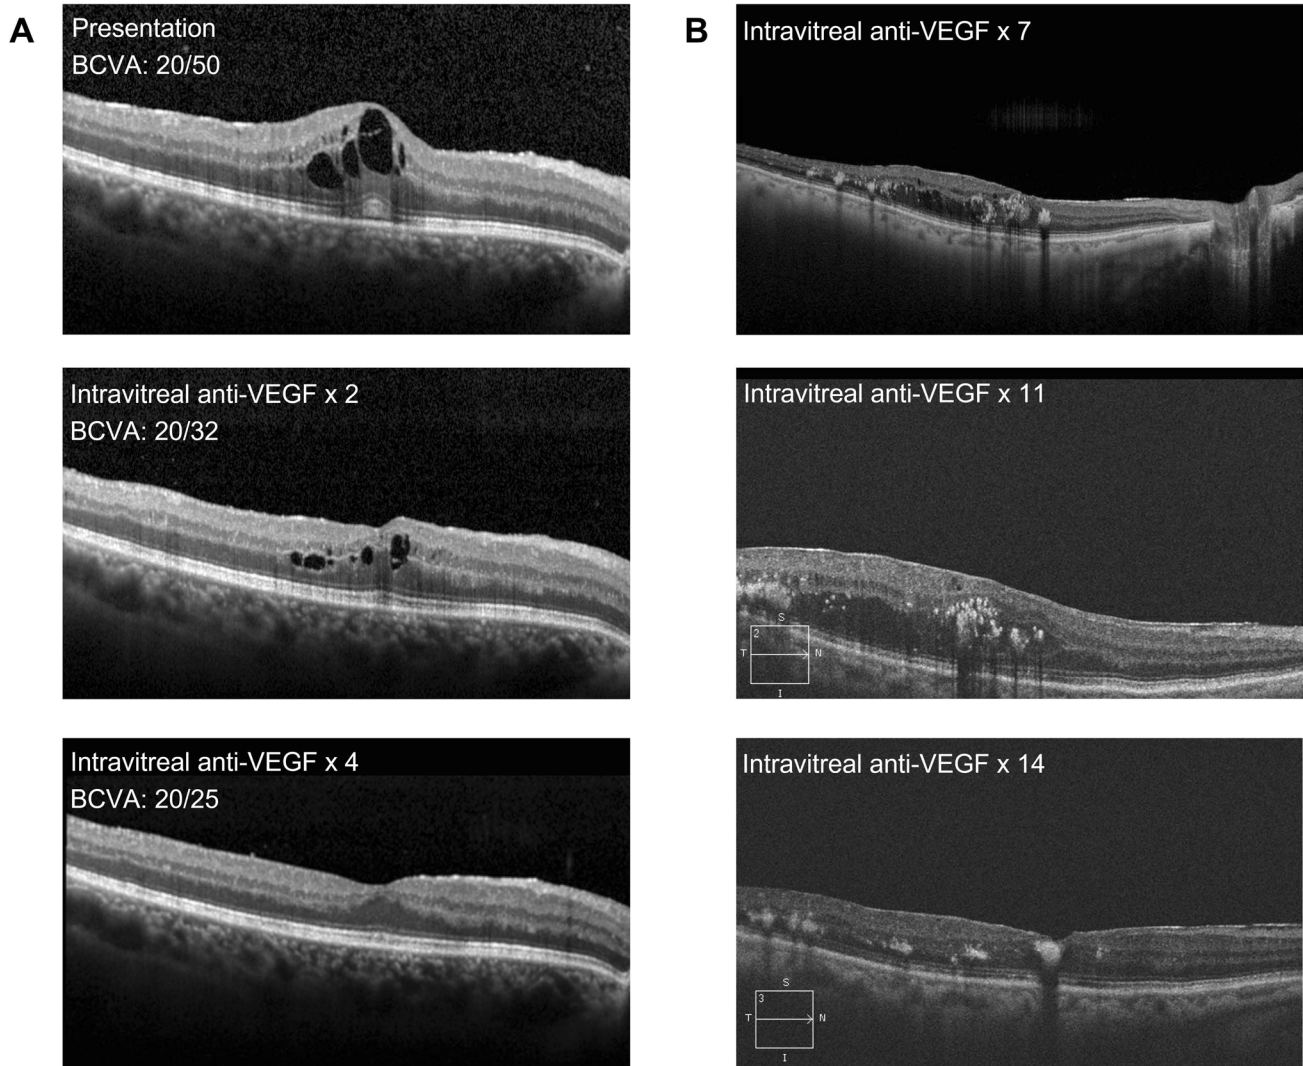 A
Presentation
BCVA: 20/50
Intravitreal anti-VEGF x 2
BCVA: 20/32
Intravitreal anti-VEGF x 4
BCVA: 20/25
B
Intravitreal anti-VEGF x 7
Intravitreal anti-VEGF x 11
S
2
T
N
I
Intravitreal anti-VEGF x 14
S
3
T
N
I